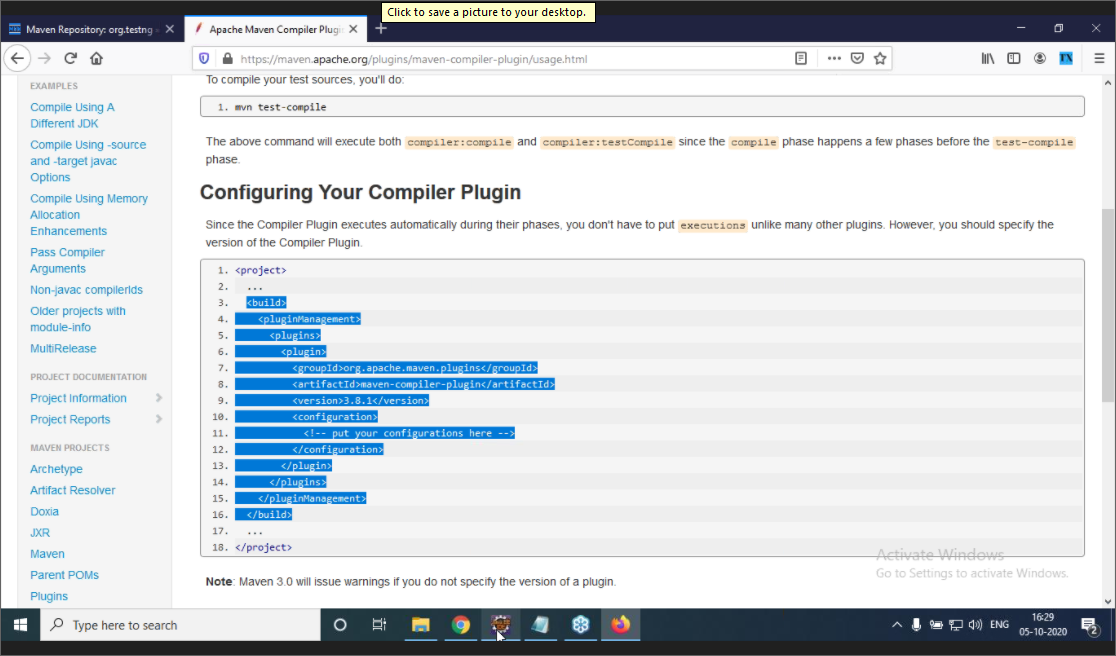 Click to save a picture to your desktop.
Maven Repository: org.testng
Apache Maven Compiler Plugi
https://maven.apache.org/plugins/maven-compiler-plugin/usage.html
EXAMPLES
Compile Using A
Different JDK
Compile Using -source
and -target javac
Options
Compile Using Memory
Allocation
Enhancements
Pass Compiler
Arguments
Non-javac compilerIds
Older projects with
module-info
MultiRelease
PROJECT DOCUMENTATION
Project Information
Project Reports
MAVEN PROJECTS
Archetype
Artifact Resolver
Doxia
JXR
Maven
Parent POMs
Plugins
To compile your test sources, you'll do:
1. mvn test-compile
The above command will execute both compiler:compile and compiler:testCompile since the compile phase happens a few phases before the test-compile
phase.
Configuring Your Compiler Plugin
Since the Compiler Plugin executes automatically during their phases, you don't have to put executions unlike many other plugins. However, you should specify the
version of the Compiler Plugin.
1. <project>
2. ...
3. <build>
4. <pluginManagement>
5. <plugins>
6. <plugin>
7. <groupId>org.apache.maven.plugins</groupId>
8. <artifactId>maven-compiler-plugin</artifactId>
9. <version>3.8.1</version>
10. <configuration>
11. <!-- put your configurations here -->
12. </configuration>
13. </plugin>
14. </plugins>
15. </pluginManagement>
16. </build>
17. ...
18. </project>
Note: Maven 3.0 will issue warnings if you do not specify the version of a plugin.
Activate Windows
Go to Settings to activate Windows.
Type here to search
ENG
16:29
05-10-2020
2